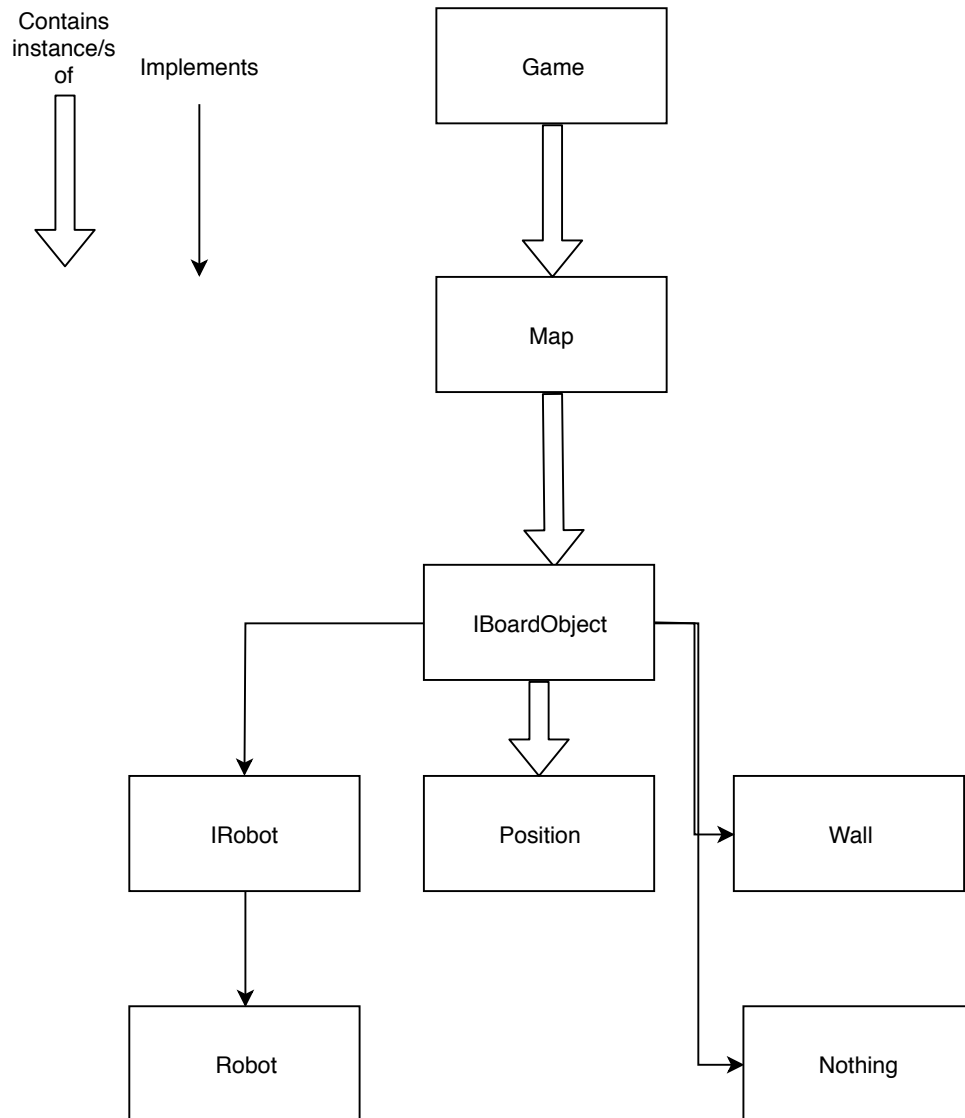 Contains
instance/s
of
Implements
Game
Map
IBoardObject
IRobot
Position
Wall
Robot
Nothing